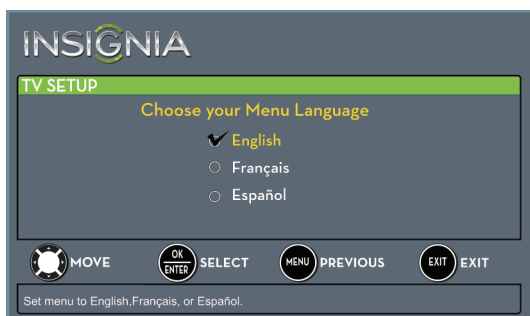 INSIGNIA
TV SETUP
Choose your Menu Language
English
Français
Español
MOVE OK ENTER SELECT MENU PREVIOUS EXIT EXIT
Set menu to English,Français, or Español.